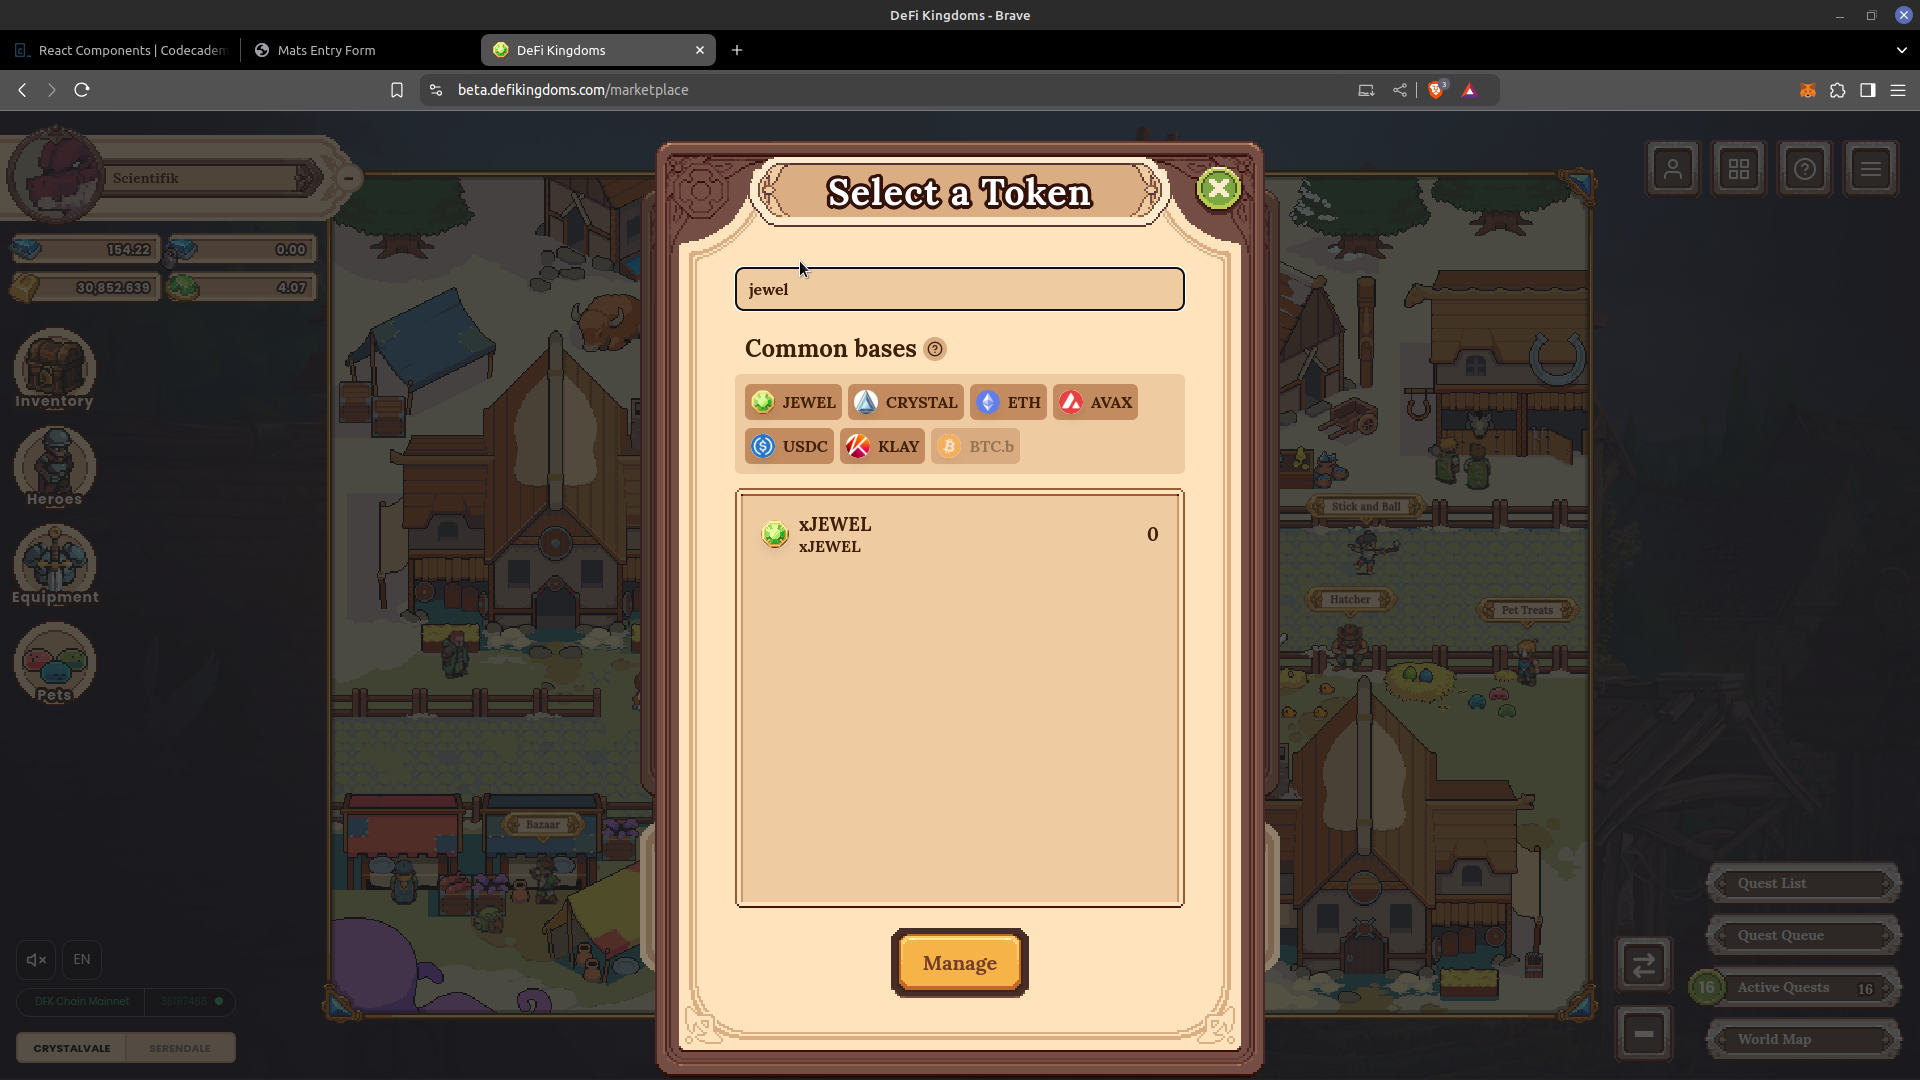 DeFi Kingdoms - Brave
React Components | Codecadem
Mats Entry Form
DeFi Kingdoms
beta.defikingdoms.com/marketplace
3
Scientifik
154.22
0.00
30,852.639
4.07
Inventory
Heroes
Equipment
Pets
Select a Token
jewel
Common bases
JEWEL
CRYSTAL
ETH
AVAX
USDC
KLAY
BTC.b
xJEWEL
xJEWEL
0
Manage
Stick and Ball
Hatcher
Pet Treats
Bazaar
EN
DFK Chain Mainnet
CRYSTALVALE
SERENDALE
Quest List
Quest Queue
16
Active Quests
16
World Map